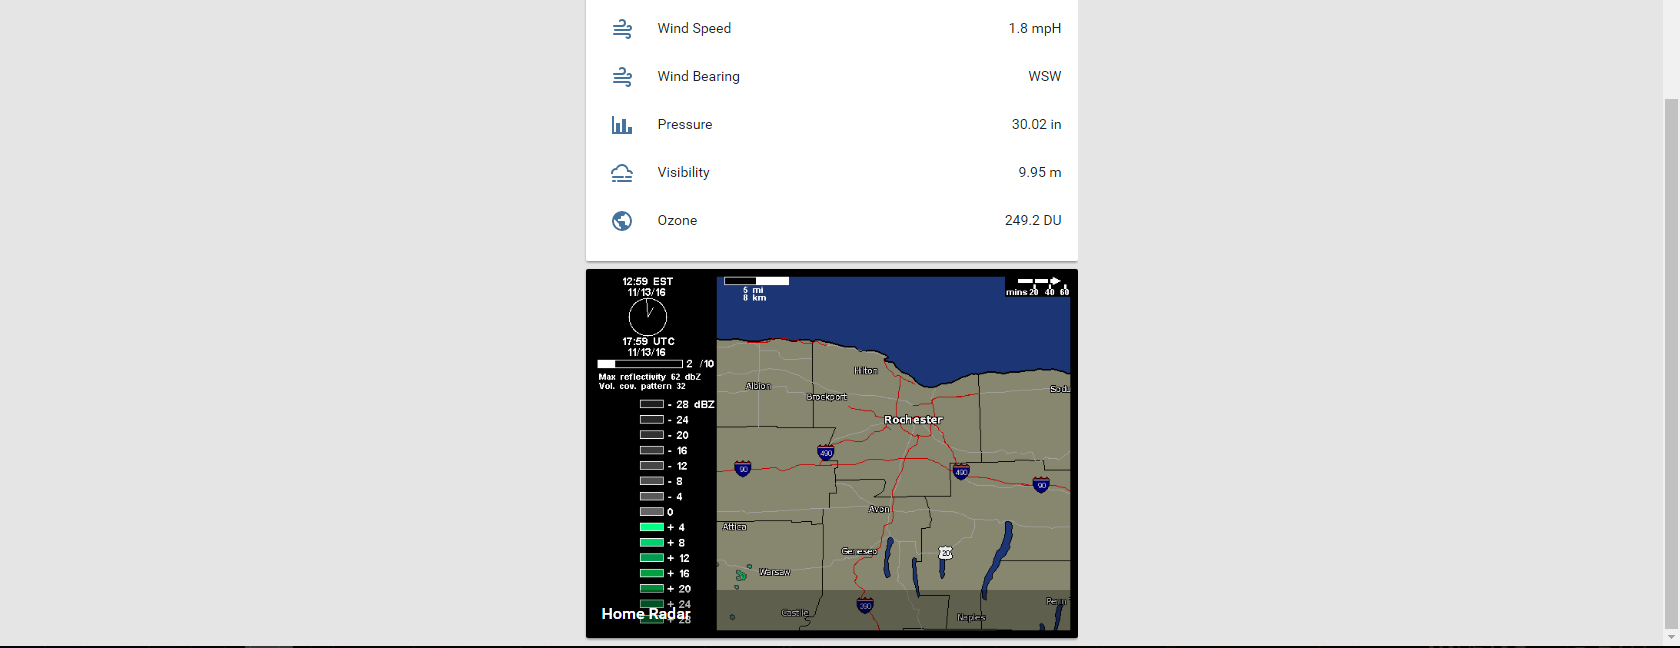 Wind Speed 1.8 mpH
Wind Bearing WSW
Pressure 30.02 in
Visibility 9.95 m
Ozone 249.2 DU
12:59 EST
11/13/16
17:59 UTC
11/13/16
2 /10
Max reflectivity 62 dbZ
Vol. cov. pattern 32
- 28 dBZ
- 24
- 20
- 16
- 12
- 8
- 4
0
+ 4
+ 8
+ 12
+ 16
+ 20
+ 24
+ 28
Home Radar
5 mi
8 km
mins 20 40 60
Hilton
Albion
Brockport
Sod
Rochester
490
90
490
90
Avon
Attica
Geneseo
20
Warsaw
390
Castile
Naples
Penn